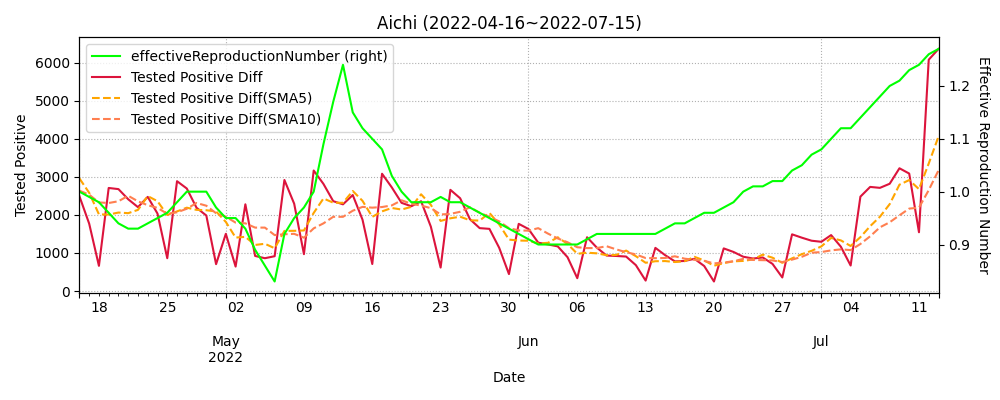 Aichi (2022-04-16~2022-07-15)
effectiveReproductionNumber (right)
Tested Positive Diff
Tested Positive Diff(SMA5)
Tested Positive Diff(SMA10)
Tested Positive
6000
5000
4000
3000
2000
1000
0
Effective Reproduction Number
1.2
1.1
1.0
0.9
18 25 02 09 16 23 30 06 13 20 27 04 11
May Jun Jul
2022
Date